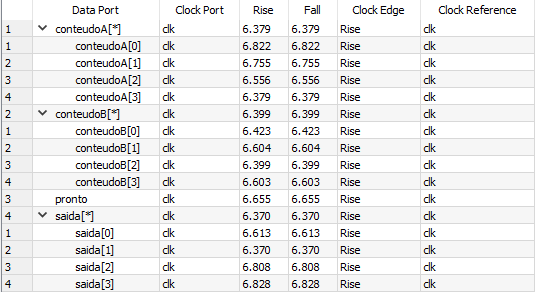 Data Port Clock Port Rise Fall Clock Edge Clock Reference
1 conteudoA[*] clk 6.379 6.379 Rise clk
1 conteudoA[0] clk 6.822 6.822 Rise clk
2 conteudoA[1] clk 6.755 6.755 Rise clk
3 conteudoA[2] clk 6.556 6.556 Rise clk
4 conteudoA[3] clk 6.379 6.379 Rise clk
2 conteudoB[*] clk 6.399 6.399 Rise clk
1 conteudoB[0] clk 6.423 6.423 Rise clk
2 conteudoB[1] clk 6.604 6.604 Rise clk
3 conteudoB[2] clk 6.399 6.399 Rise clk
4 conteudoB[3] clk 6.603 6.603 Rise clk
3 pronto clk 6.655 6.655 Rise clk
4 saida[*] clk 6.370 6.370 Rise clk
1 saida[0] clk 6.613 6.613 Rise clk
2 saida[1] clk 6.370 6.370 Rise clk
3 saida[2] clk 6.808 6.808 Rise clk
4 saida[3] clk 6.828 6.828 Rise clk